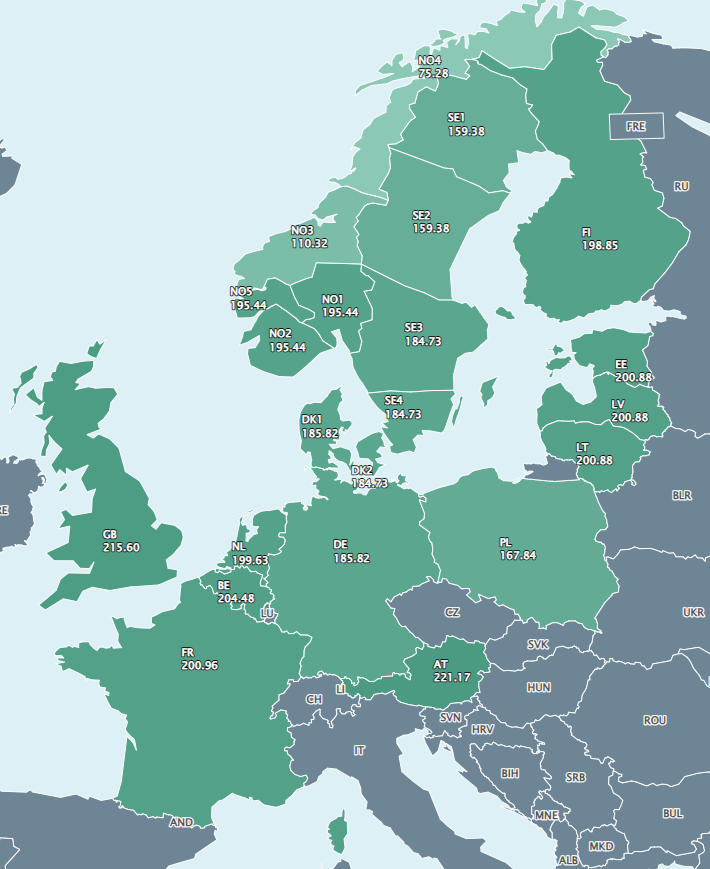 NO4
75.28
SE1
159.38
FRE
RU
SE2
159.38
NO3
110.32
FI
198.85
NO5
195.44
NO1
195.44
NO2
195.44
SE3
184.73
EE
200.88
SE4
184.73
LV
200.88
DK1
185.82
LT
200.88
DK2
184.73
BLR
RE
GB
215.60
NL
199.63
DE
185.82
PL
167.84
BE
204.48
LU
CZ
UKR
FR
200.96
SVK
AT
221.17
LI
CH
HUN
SVN
HRV
ROU
IT
BIH
SRB
MNE
BUL
AND
MKD
ALB